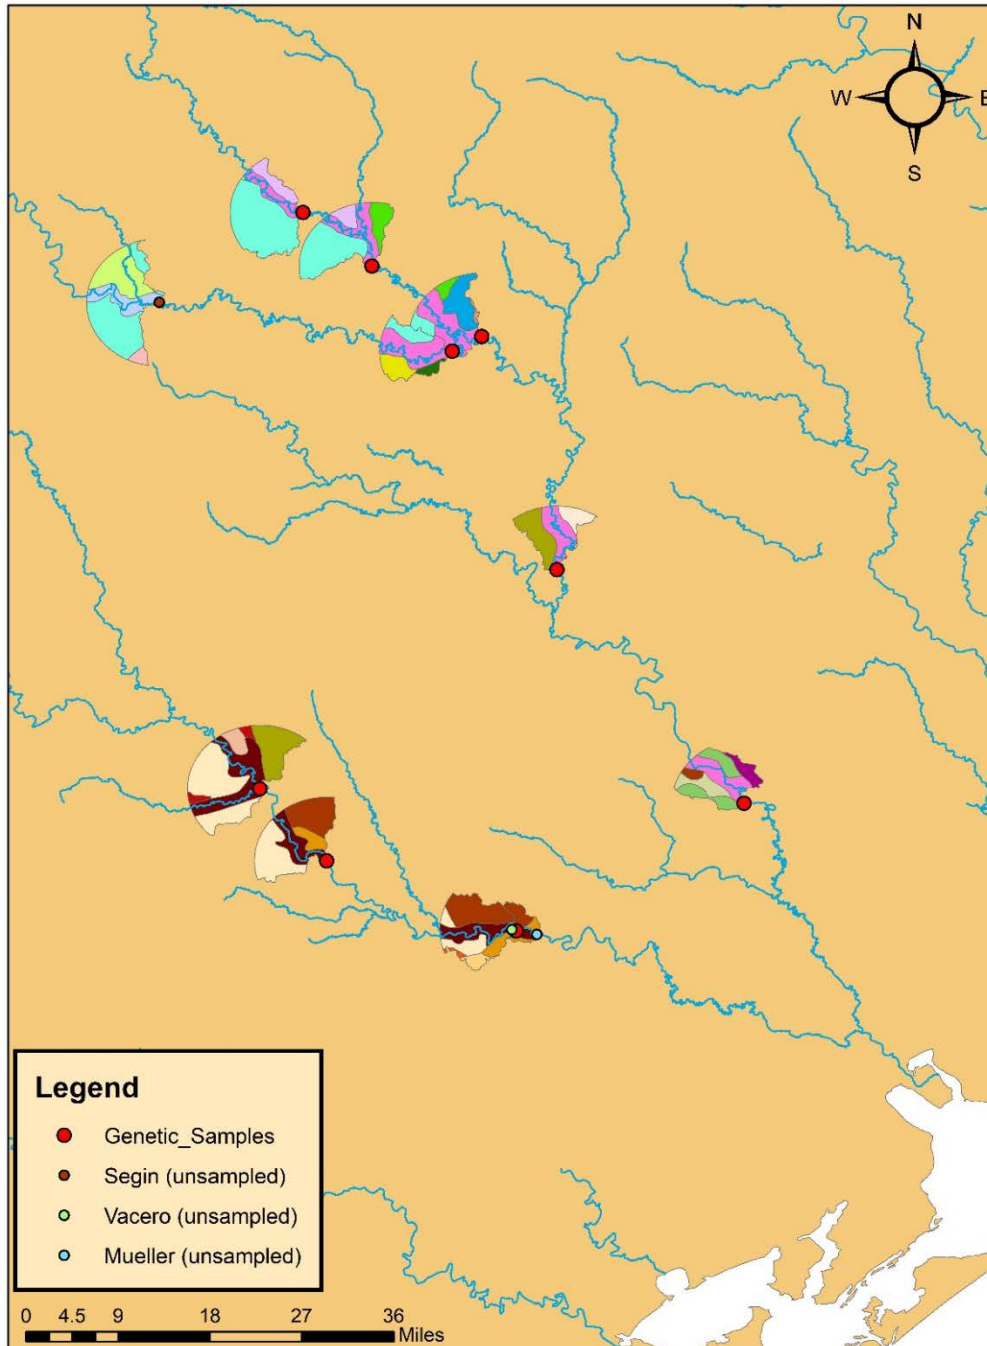 N
W
E
S
Legend
Genetic_Samples
Segin (unsampled)
Vacero (unsampled)
Mueller (unsampled)
0 4.5 9 18 27 36
Miles